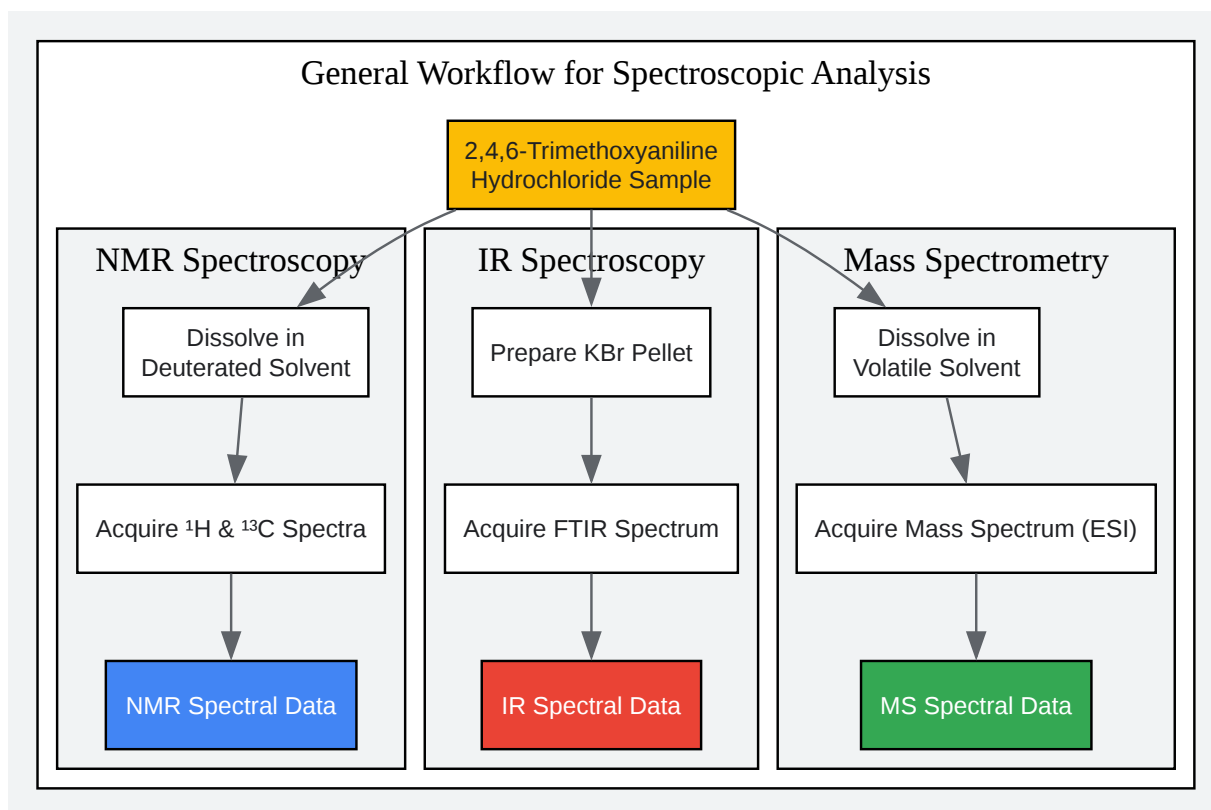 General Workflow for Spectroscopic Analysis
2,4,6-Trimethoxyaniline
Hydrochloride Sample
NMR Spectroscopy
Dissolve in
Deuterated Solvent
Acquire ¹H & ¹³C Spectra
NMR Spectral Data
IR Spectroscopy
Prepare KBr Pellet
Acquire FTIR Spectrum
IR Spectral Data
Mass Spectrometry
Dissolve in
Volatile Solvent
Acquire Mass Spectrum (ESI)
MS Spectral Data